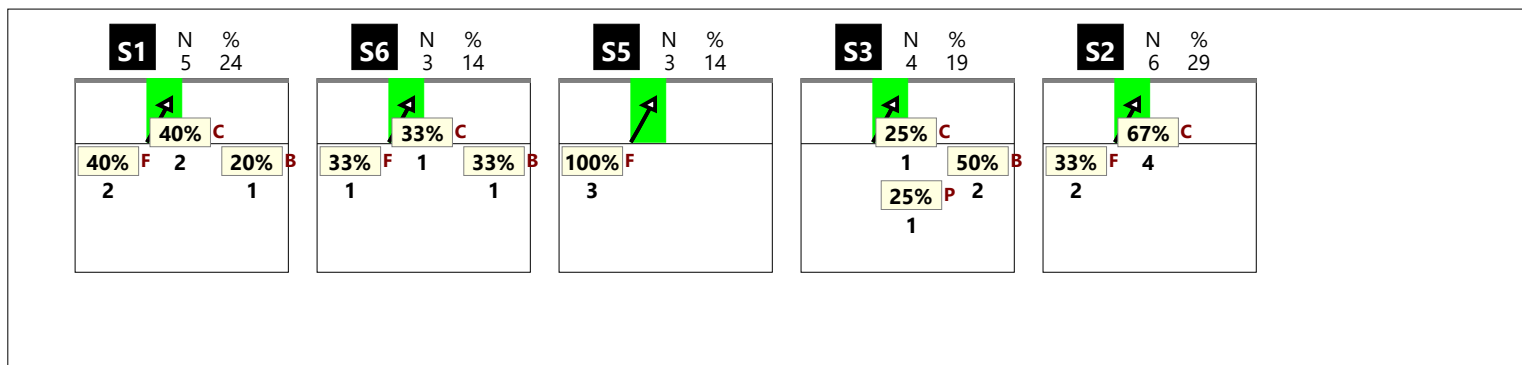 S1 N % 5 24
S6 N % 3 14
S5 N % 3 14
S3 N % 4 19
S2 N % 6 29
40% C 2
40% F 2
20% B 1
33% C 1
33% F 1
33% B 1
100% F 3
25% C 1
50% B 2
25% P 1
67% C 4
33% F 2